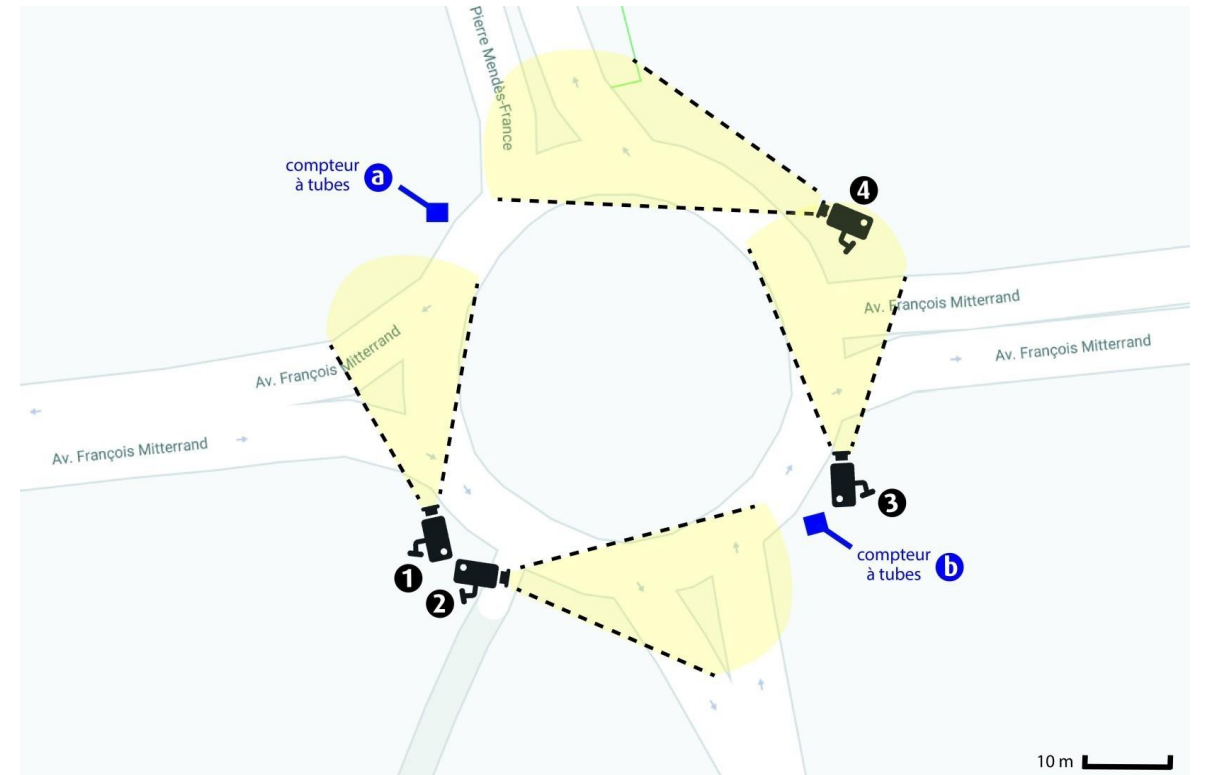 Pierre Mendès-France
compteur
à tubes
a
4
Av. François Mitterrand
Av. François Mitterrand
Av. François Mitterrand
Av. François Mitterrand
3
compteur
à tubes
b
1
2
10 m